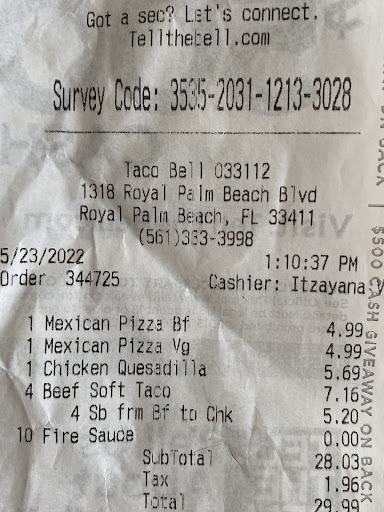 Got a sec? Let's connect.
Tellthebell.com
Survey Code: 3535-2031-1213-3028
Taco Bell 033112
1318 Royal Palm Beach Blvd
Royal Palm Beach, FL 33411
(561)333-3998
5/23/2022 1:10:37 PM
Order 344725 Cashier: Itzayana
1 Mexican Pizza Bf 4.99
1 Mexican Pizza Vg 4.99
1 Chicken Quesadilla 5.69
4 Beef Soft Taco 7.16
4 Sb frm Bf to Chk 5.20
10 Fire Sauce 0.00
SubTotal 28.03
Tax 1.96
Total 29.99
BACK | $500 CASH GIVEAWAY ON BACK